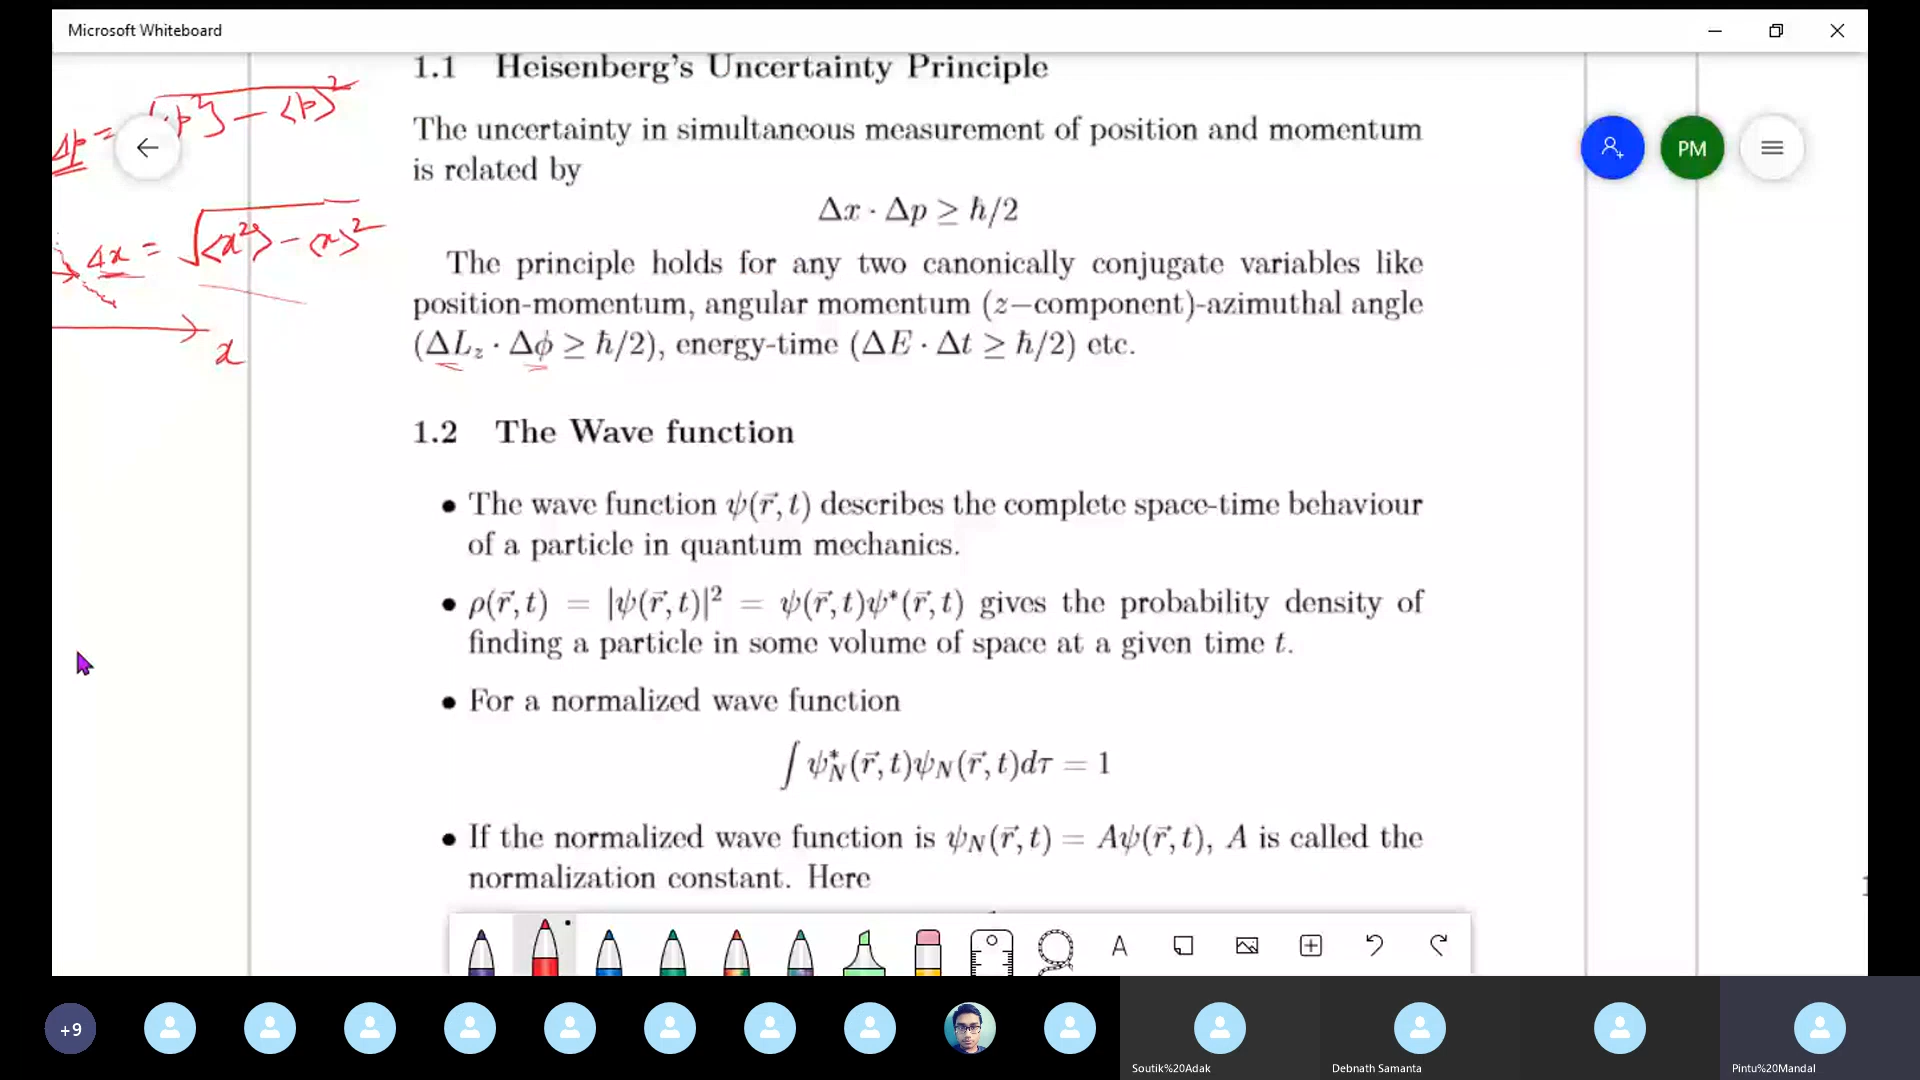 Microsoft Whiteboard
1.1 Heisenberg's Uncertainty Principle
Δp = √⟨p²⟩ − ⟨p⟩²
The uncertainty in simultaneous measurement of position and momentum
is related by
Δx · Δp ≥ ħ/2
PM
Δx = √⟨x²⟩ − ⟨x⟩²
x
The principle holds for any two canonically conjugate variables like
position-momentum, angular momentum (z−component)-azimuthal angle
(ΔL_z · Δϕ ≥ ħ/2), energy-time (ΔE · Δt ≥ ħ/2) etc.
1.2 The Wave function
• The wave function ψ(r⃗, t) describes the complete space-time behaviour
of a particle in quantum mechanics.
• ρ(r⃗, t) = |ψ(r⃗, t)|² = ψ(r⃗, t)ψ*(r⃗, t) gives the probability density of
finding a particle in some volume of space at a given time t.
• For a normalized wave function
∫ ψ*_N(r⃗, t)ψ_N(r⃗, t)dτ = 1
• If the normalized wave function is ψ_N(r⃗, t) = Aψ(r⃗, t), A is called the
normalization constant. Here
A
+9
Soutik%20Adak
Debnath Samanta
Pintu%20Mandal